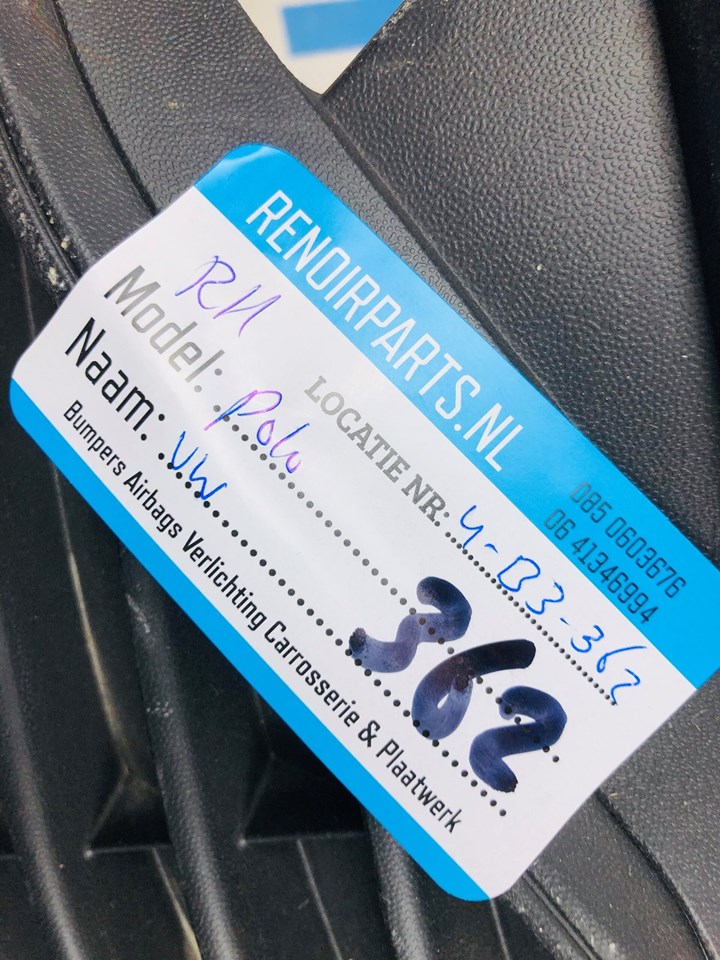 RENOIRPARTS.NL
085 0603676
06 41346994
LOCATIE NR. 4-B3-362
RH
Model: Polo
Naam: VW
362
Bumpers Airbags Verlichting Carrosserie & Plaatwerk